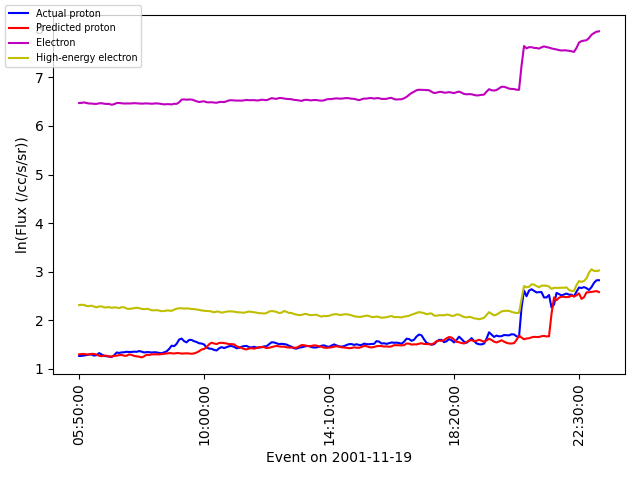 Actual proton
Predicted proton
Electron
High-energy electron
7
6
5
4
3
2
1
ln(Flux (/cc/s/sr))
05:50:00
10:00:00
14:10:00
18:20:00
22:30:00
Event on 2001-11-19